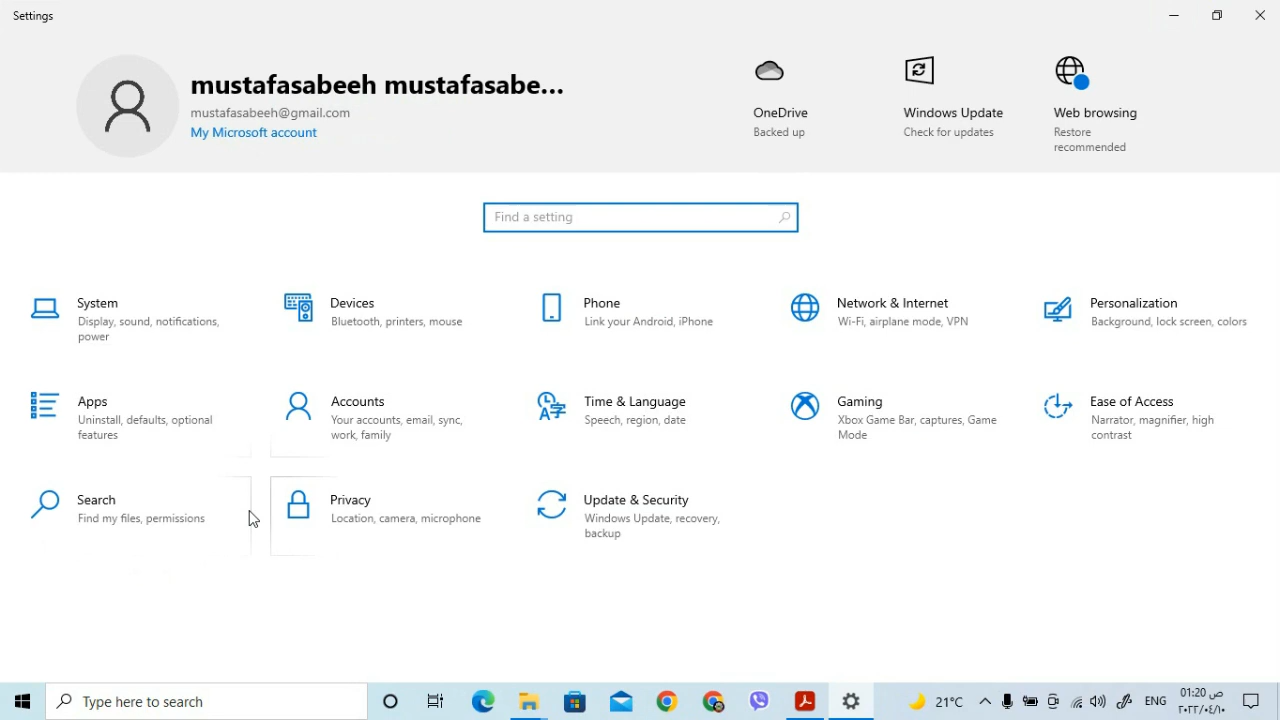 Settings
mustafasabeeh mustafasabe...
mustafasabeeh@gmail.com
My Microsoft account
OneDrive
Backed up
Windows Update
Check for updates
Web browsing
Restore
recommended
Find a setting
System
Display, sound, notifications,
power
Devices
Bluetooth, printers, mouse
Phone
Link your Android, iPhone
Network & Internet
Wi-Fi, airplane mode, VPN
Personalization
Background, lock screen, colors
Apps
Uninstall, defaults, optional
features
Accounts
Your accounts, email, sync,
work, family
Time & Language
Speech, region, date
Gaming
Xbox Game Bar, captures, Game
Mode
Ease of Access
Narrator, magnifier, high
contrast
Search
Find my files, permissions
Privacy
Location, camera, microphone
Update & Security
Windows Update, recovery,
backup
Type here to search
21°C
ENG
01:20 ص
٢٠٢٢/٤/١٠